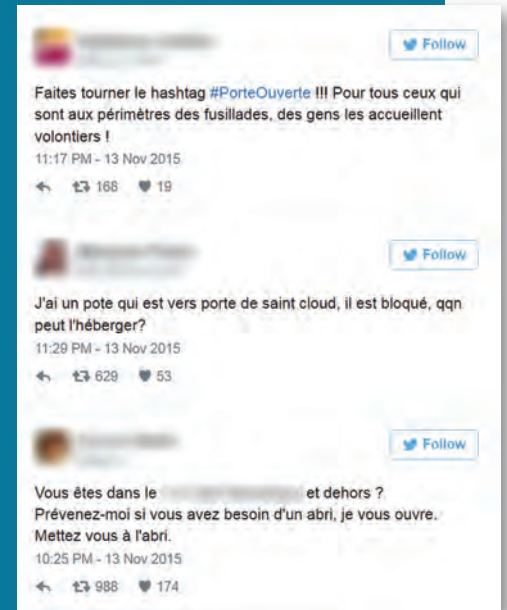 Follow
Faites tourner le hashtag #PorteOuverte !!! Pour tous ceux qui
sont aux périmètres des fusillades, des gens les accueillent
volontiers !
11:17 PM - 13 Nov 2015
168 19
Follow
J'ai un pote qui est vers porte de saint cloud, il est bloqué, qqn
peut l'héberger?
11:29 PM - 13 Nov 2015
629 53
Follow
Vous êtes dans le et dehors ?
Prévenez-moi si vous avez besoin d'un abri, je vous ouvre.
Mettez vous à l'abri.
10:25 PM - 13 Nov 2015
988 174